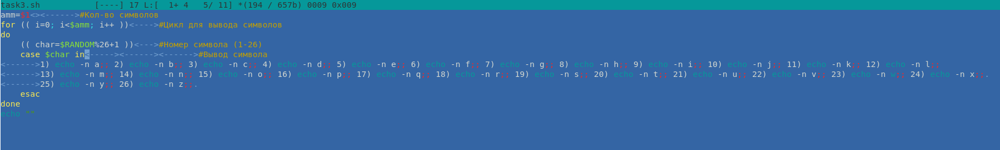 task3.sh           [----] 17 L:[  1+ 4   5/ 11] *(194 / 657b) 0009 0x009
amm=$1<><------>#Кол-во символов
for (( i=0; i<$amm; i++ ))<---->#Цикл для вывода символов
do
    (( char=$RANDOM%26+1 ))<--->#Номер символа (1-26)
    case $char in<-----><------><------>#Вывод символа
<------>1) echo -n a;; 2) echo -n b;; 3) echo -n c;; 4) echo -n d;; 5) echo -n e;; 6) echo -n f;; 7) echo -n g;; 8) echo -n h;; 9) echo -n i;; 10) echo -n j;; 11) echo -n k;; 12) echo -n l;;
<------>13) echo -n m;; 14) echo -n n;; 15) echo -n o;; 16) echo -n p;; 17) echo -n q;; 18) echo -n r;; 19) echo -n s;; 20) echo -n t;; 21) echo -n u;; 22) echo -n v;; 23) echo -n w;; 24) echo -n x;;.
<------>25) echo -n y;; 26) echo -n z;;.
    esac
done
echo ""